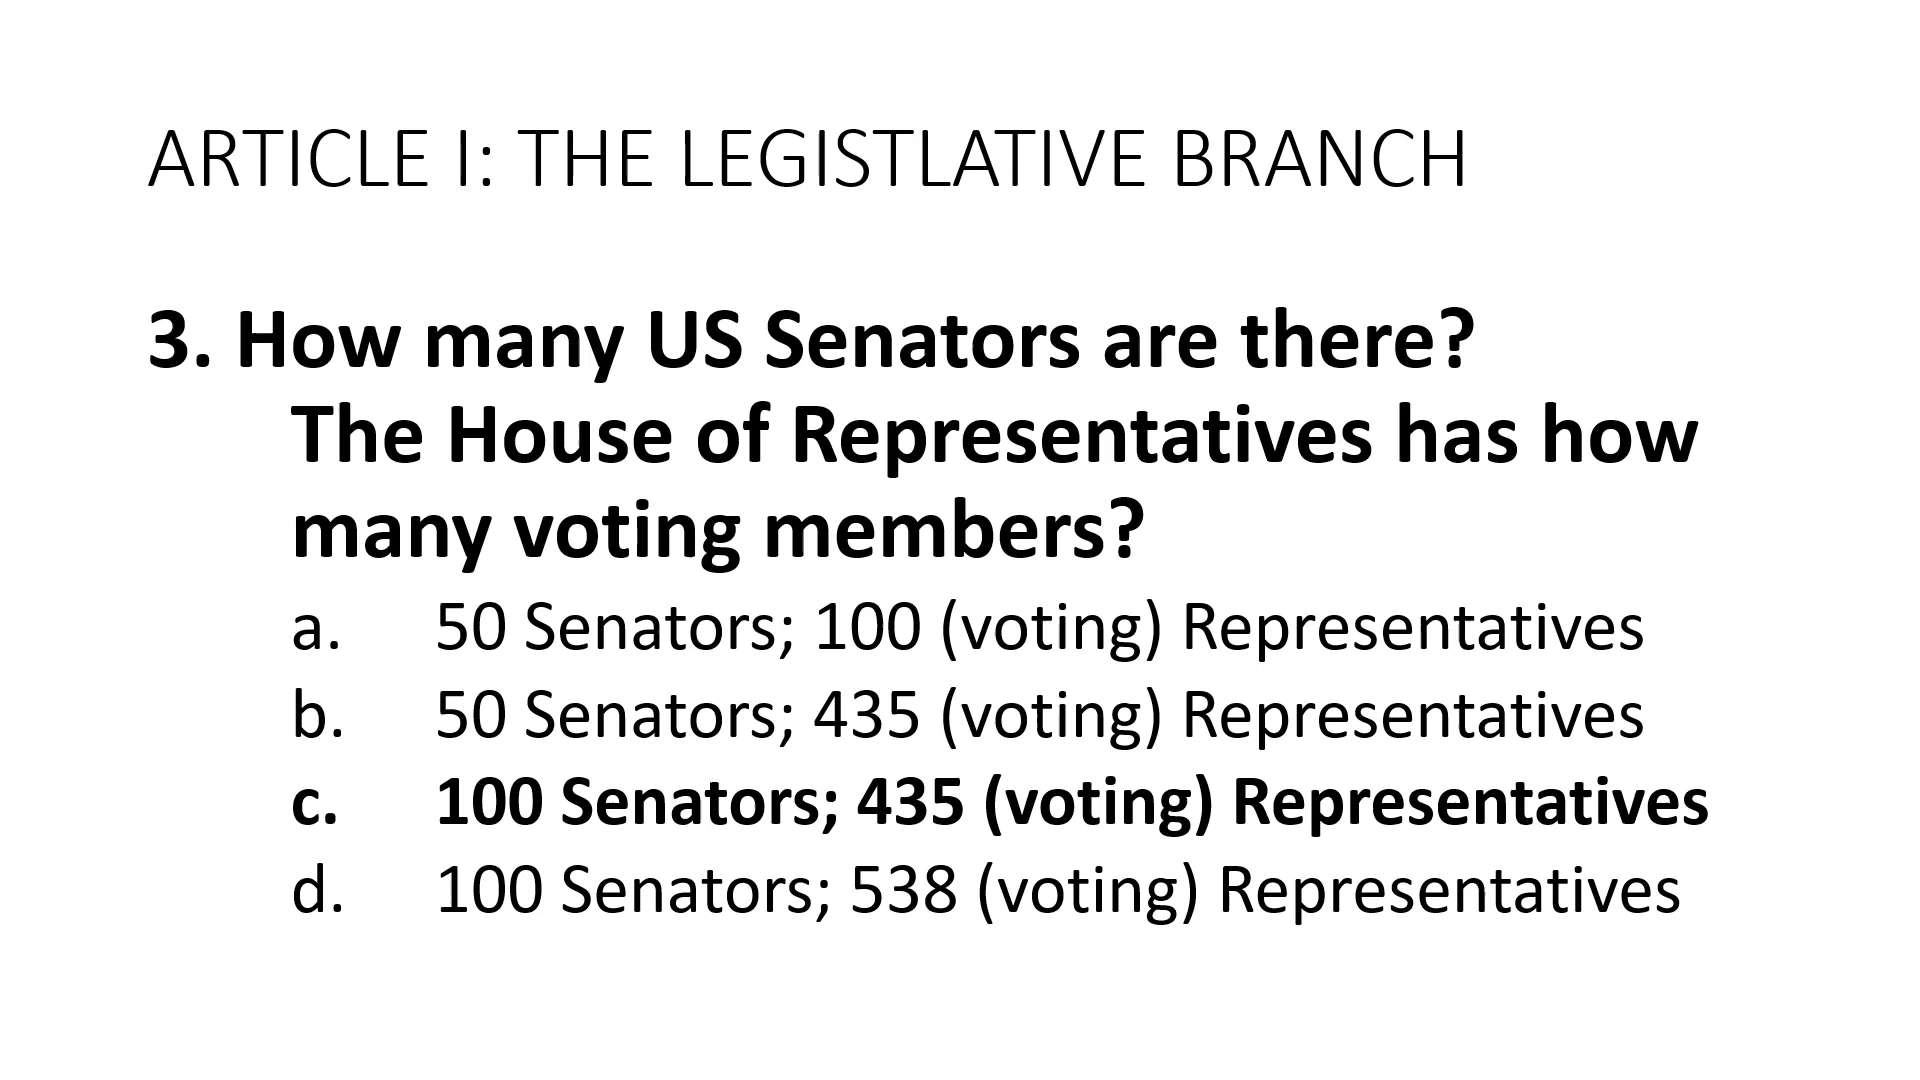 ARTICLE I: THE LEGISTLATIVE BRANCH
3. How many US Senators are there?
The House of Representatives has how
many voting members?
a. 50 Senators; 100 (voting) Representatives
b. 50 Senators; 435 (voting) Representatives
c. 100 Senators; 435 (voting) Representatives
d. 100 Senators; 538 (voting) Representatives